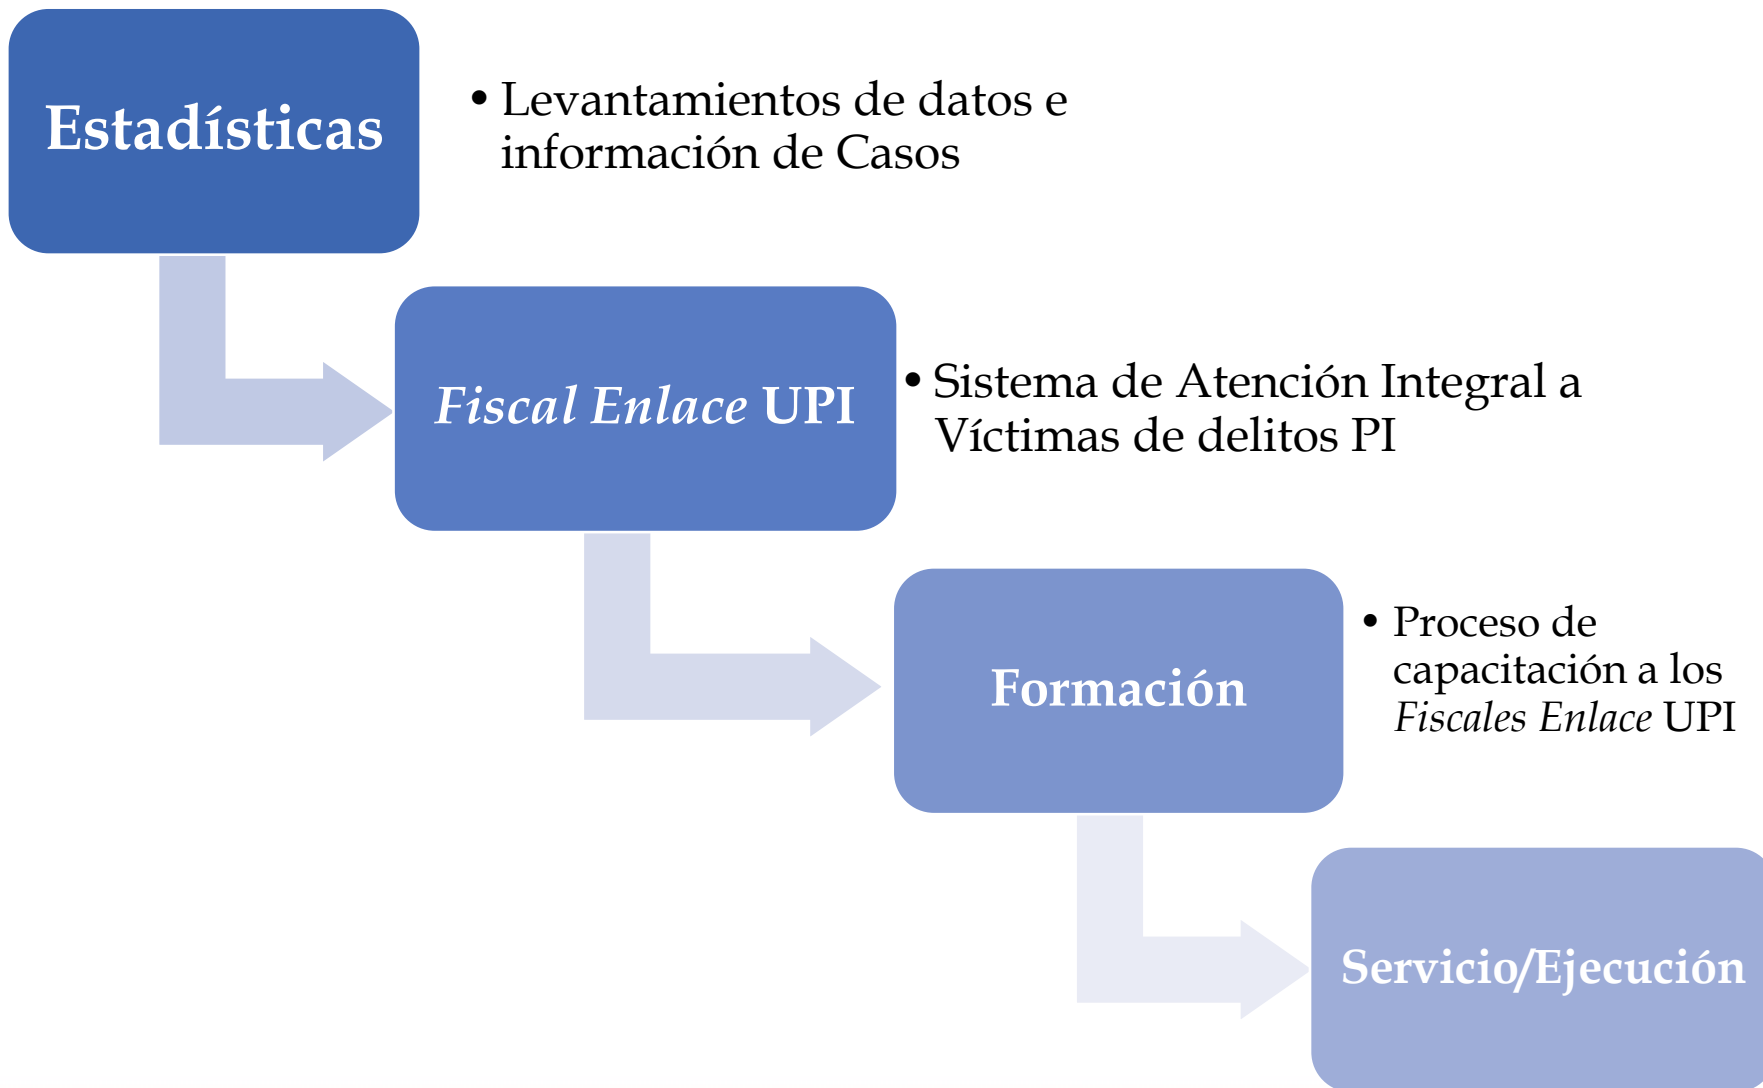 Estadísticas
• Levantamientos de datos e
información de Casos
Fiscal Enlace UPI
• Sistema de Atención Integral a
Víctimas de delitos PI
Formación
• Proceso de
capacitación a los
Fiscales Enlace UPI
Servicio/Ejecución